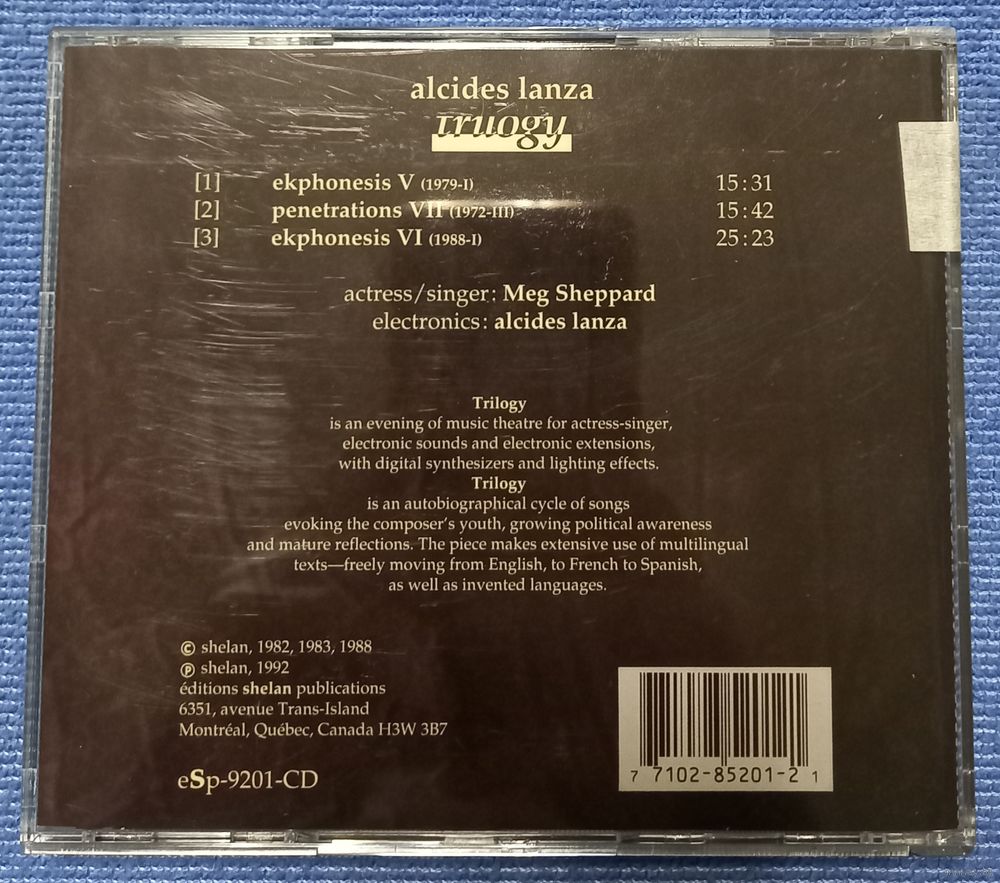 alcides lanza
trilogy
[1] ekphonesis V (1979-I) 15:31
[2] penetrations VII (1972-III) 15:42
[3] ekphonesis VI (1988-I) 25:23
actress/singer: Meg Sheppard
electronics: alcides lanza
Trilogy
is an evening of music theatre for actress-singer,
electronic sounds and electronic extensions,
with digital synthesizers and lighting effects.
Trilogy
is an autobiographical cycle of songs
evoking the composer's youth, growing political awareness
and mature reflections. The piece makes extensive use of multilingual
texts—freely moving from English, to French to Spanish,
as well as invented languages.
© shelan, 1982, 1983, 1988
℗ shelan, 1992
éditions shelan publications
6351, avenue Trans-Island
Montréal, Québec, Canada H3W 3B7
eSp-9201-CD
7 7102-85201-2 1